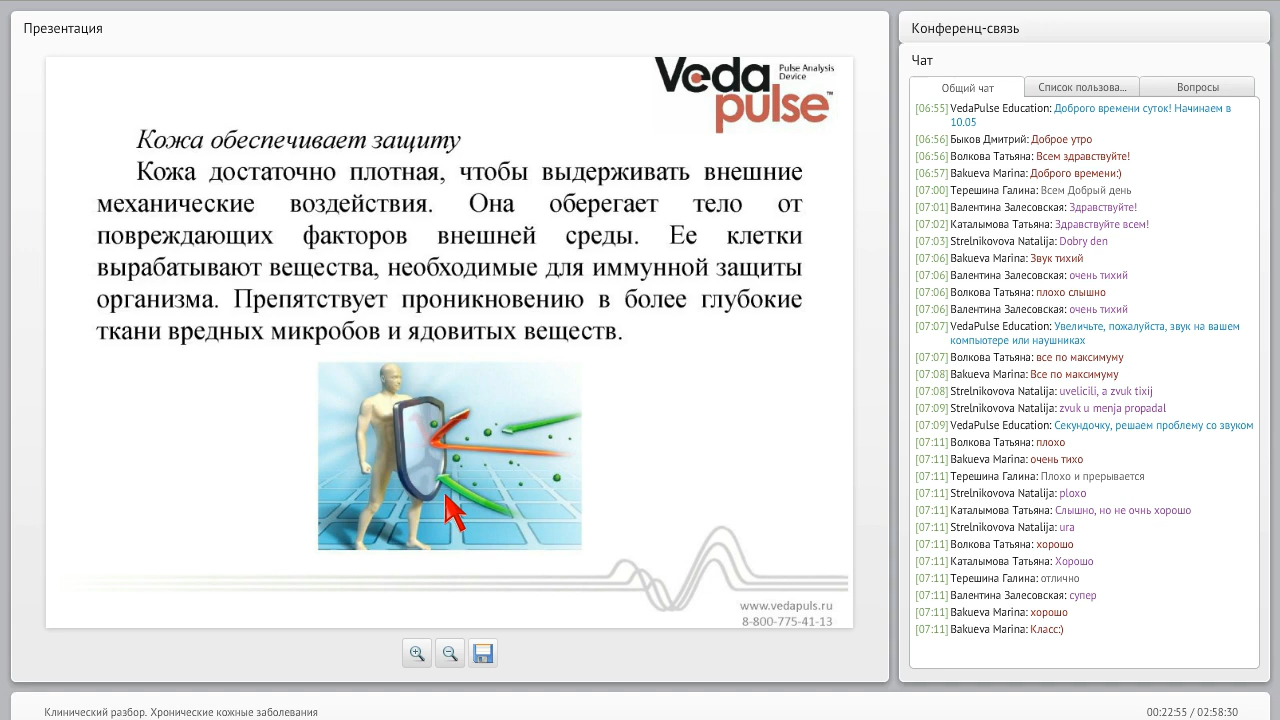 Презентация
Veda
Pulse Analysis
Device
pulse™
Кожа обеспечивает защиту
Кожа достаточно плотная, чтобы выдерживать внешние
механические воздействия. Она оберегает тело от
повреждающих факторов внешней среды. Ее клетки
вырабатывают вещества, необходимые для иммунной защиты
организма. Препятствует проникновению в более глубокие
ткани вредных микробов и ядовитых веществ.
www.vedapuls.ru
8-800-775-41-13
Конференц-связь
Чат
Общий чат
Список пользова...
Вопросы
[06:55] VedaPulse Education: Доброго времени суток! Начинаем в
10.05
[06:56] Быков Дмитрий: Доброе утро
[06:56] Волкова Татьяна: Всем здравствуйте!
[06:57] Bakueva Marina: Доброго времени:)
[07:00] Терешина Галина: Всем Добрый день
[07:01] Валентина Залесовская: Здравствуйте!
[07:02] Каталымова Татьяна: Здравствуйте всем!
[07:03] Strelnikovova Natalija: Dobry den
[07:06] Bakueva Marina: Звук тихий
[07:06] Валентина Залесовская: очень тихий
[07:06] Волкова Татьяна: плохо слышно
[07:06] Валентина Залесовская: очень тихий
[07:07] VedaPulse Education: Увеличьте, пожалуйста, звук на вашем
компьютере или наушниках
[07:07] Волкова Татьяна: все по максимуму
[07:08] Bakueva Marina: Все по максимуму
[07:08] Strelnikovova Natalija: uvelicili, a zvuk tixij
[07:09] Strelnikovova Natalija: zvuk u menja propadal
[07:09] VedaPulse Education: Секундочку, решаем проблему со звуком
[07:11] Волкова Татьяна: плохо
[07:11] Bakueva Marina: очень тихо
[07:11] Терешина Галина: Плохо и прерывается
[07:11] Strelnikovova Natalija: ploxo
[07:11] Каталымова Татьяна: Слышно, но не очнь хорошо
[07:11] Strelnikovova Natalija: ura
[07:11] Волкова Татьяна: хорошо
[07:11] Каталымова Татьяна: Хорошо
[07:11] Терешина Галина: отлично
[07:11] Валентина Залесовская: супер
[07:11] Bakueva Marina: хорошо
[07:11] Bakueva Marina: Класс:)
Клинический разбор. Хронические кожные заболевания
00:22:55 / 02:58:30